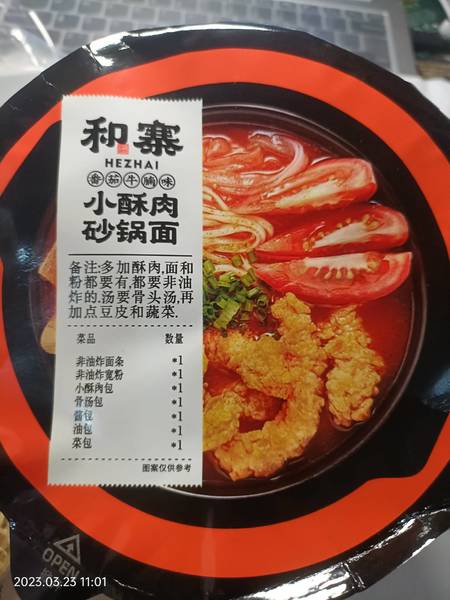 和寨
HEZHAI
番茄牛腩味
小酥肉
砂锅面
备注:多加酥肉,面和
粉都要有,都要非油
炸的.汤要骨头汤,再
加点豆皮和蔬菜.
菜品 数量
非油炸面条 *1
非油炸宽粉 *1
小酥肉包 *1
骨汤包 *1
酱包 *1
油包 *1
菜包 *1
图案仅供参考
OPEN
2023.03.23 11:01